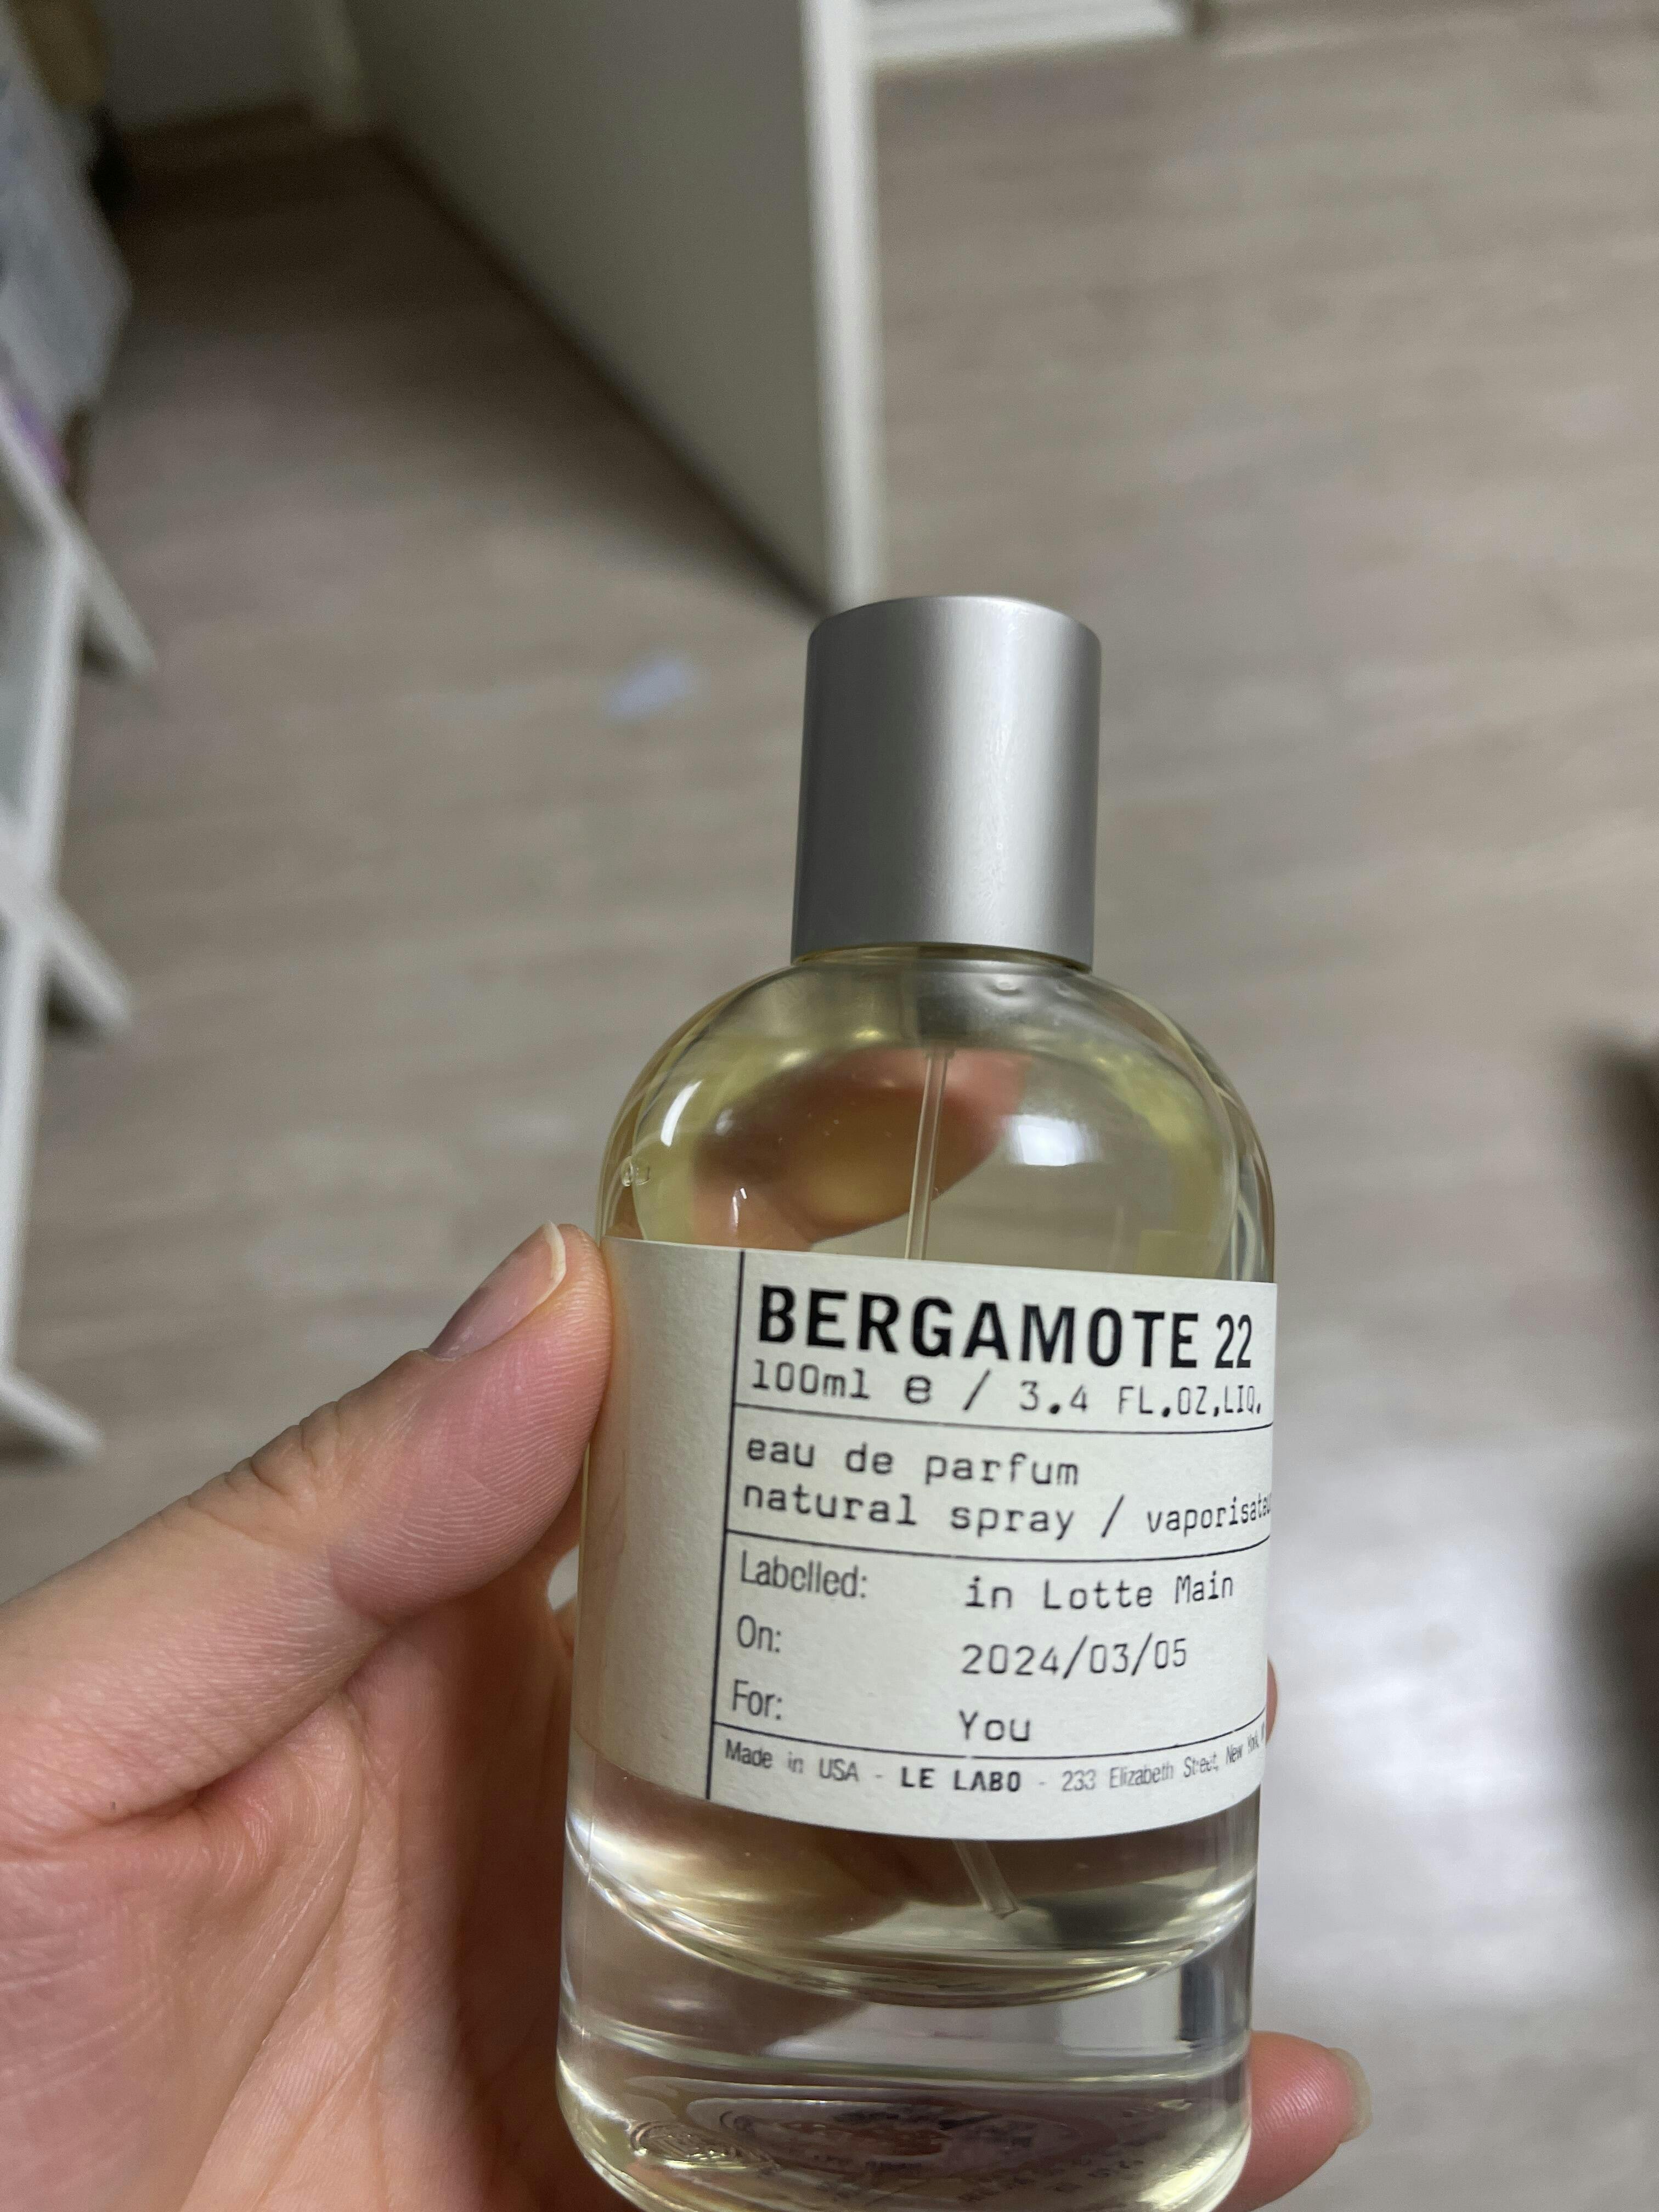 BERGAMOTE 22
100ml e / 3.4 FL.OZ.LIQ.
eau de parfum
natural spray / vaporisateu
Labelled: in Lotte Main
On: 2024/03/05
For: You
Made in USA - LE LABO - 233 Elizabeth Street, New York,